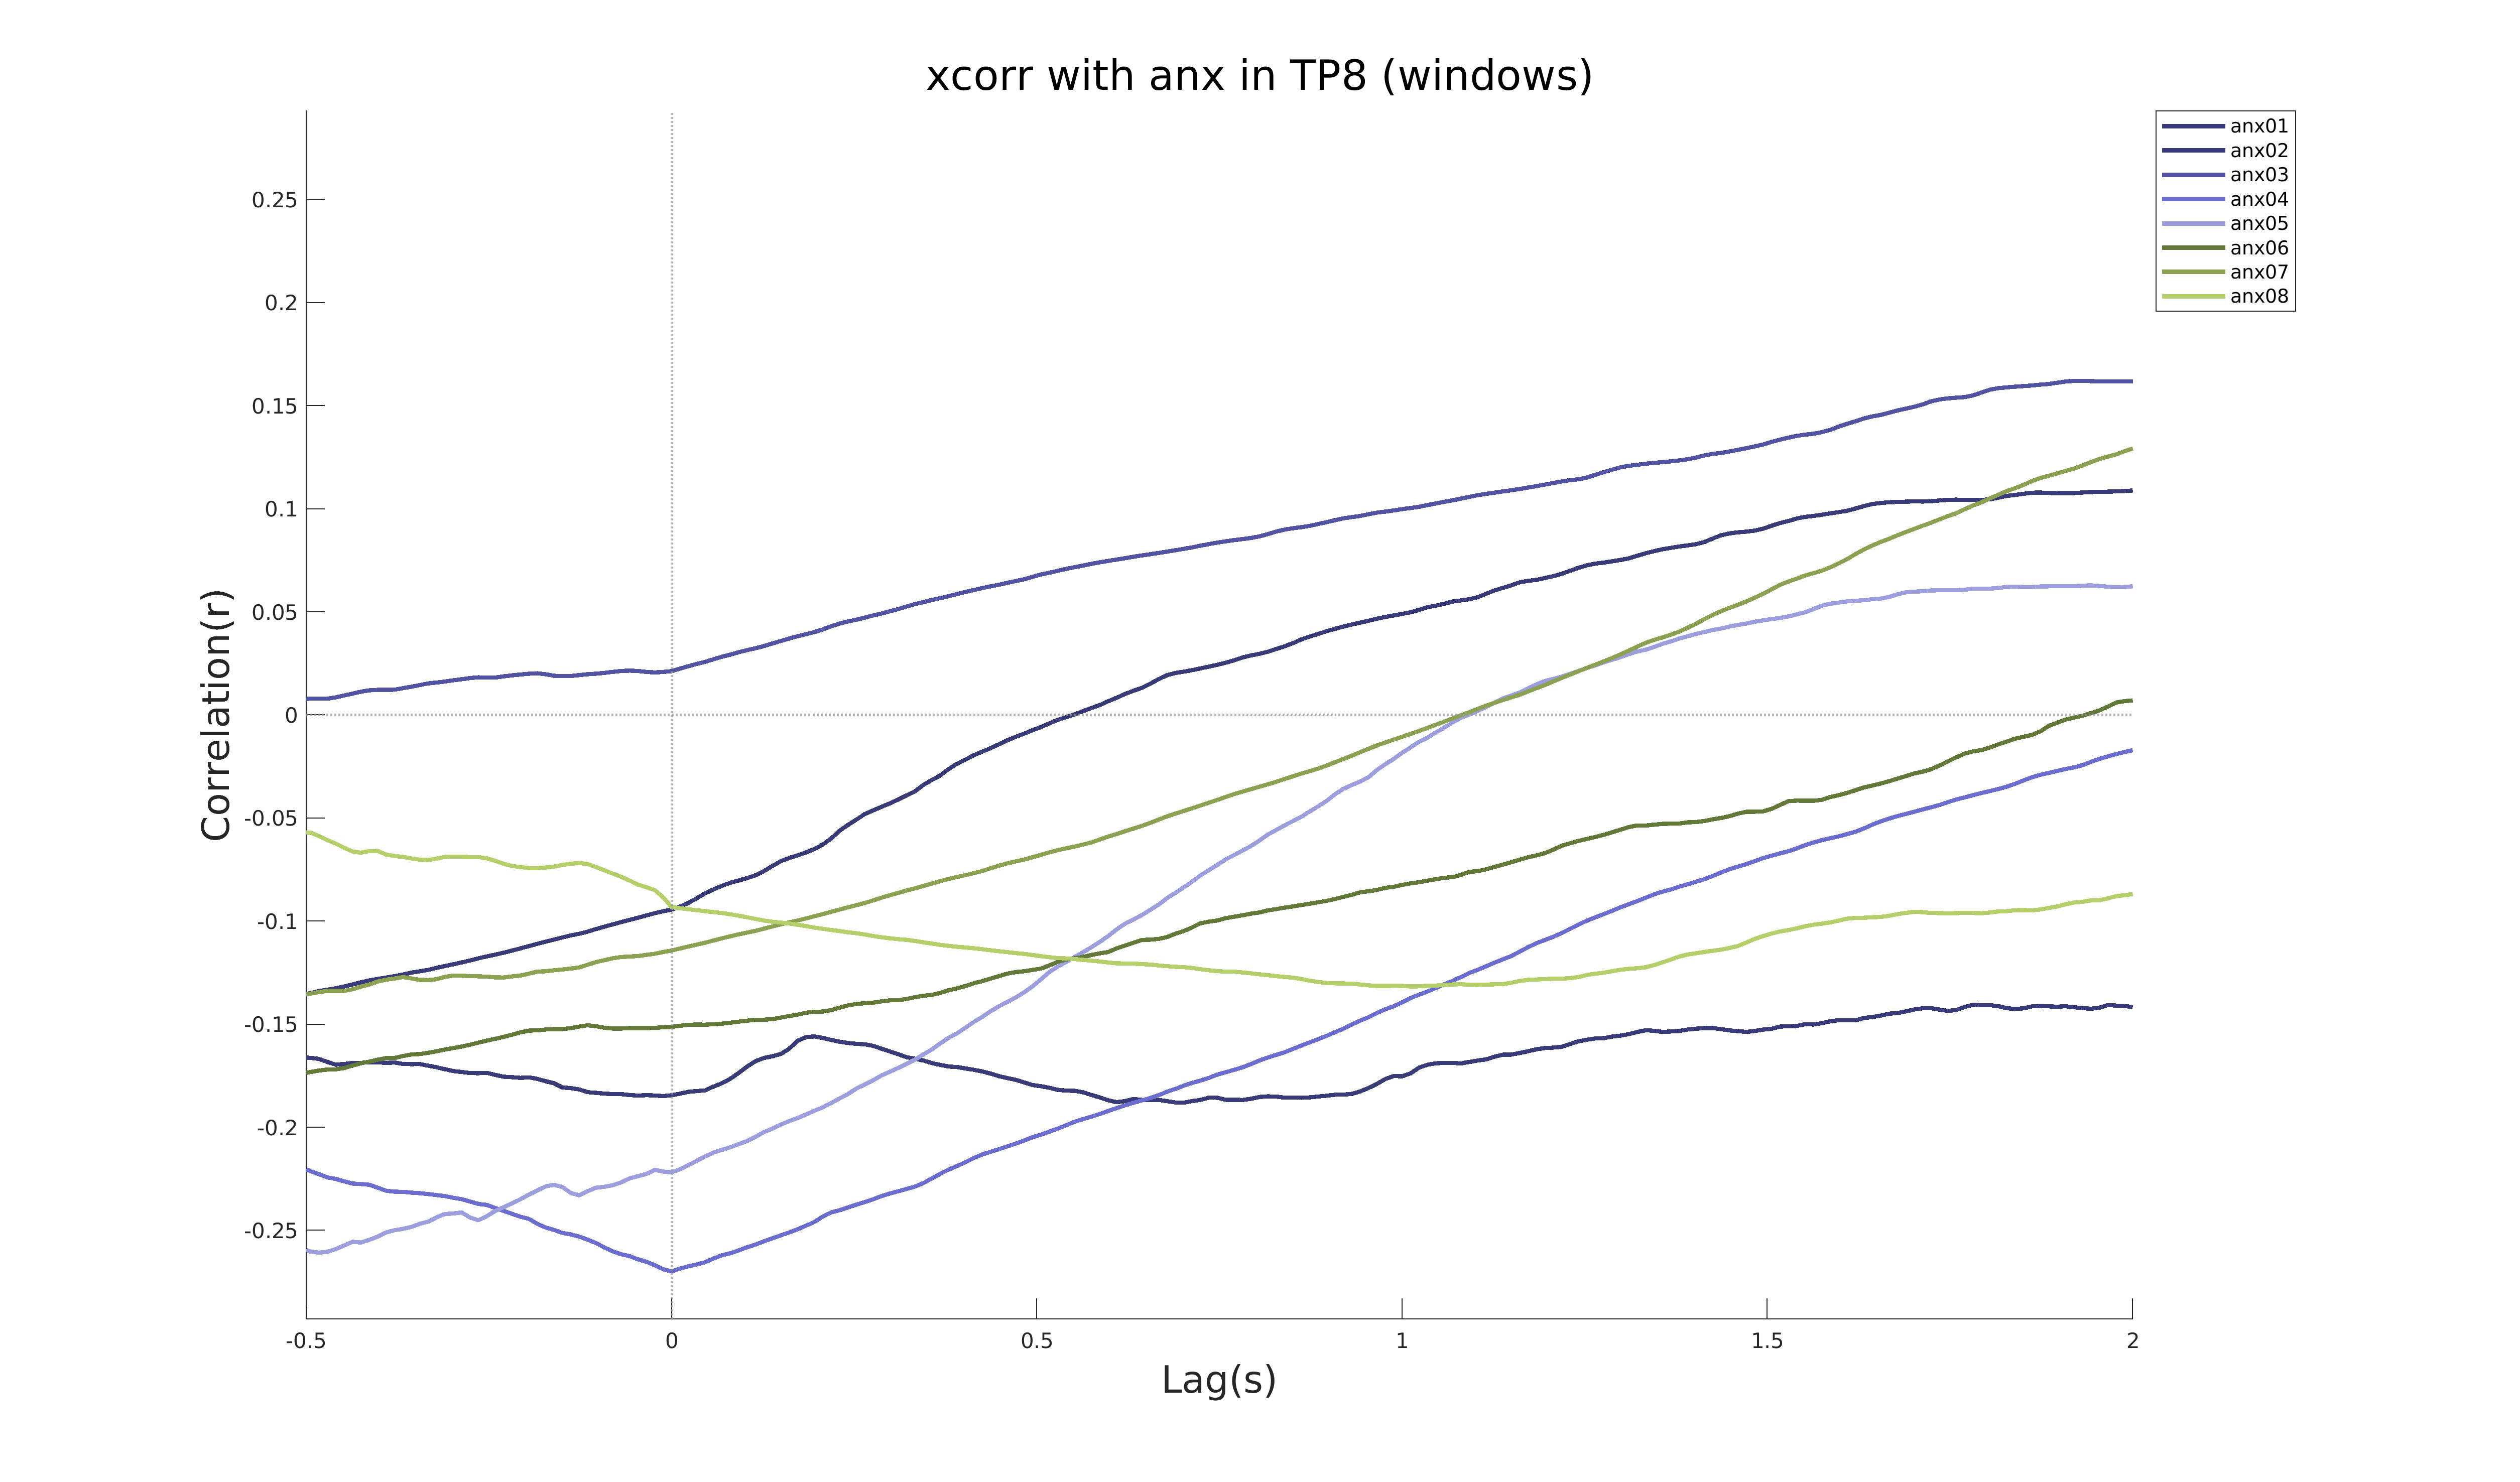 xcorr with anx in TP8 (windows)
anx01
anx02
anx03
anx04
anx05
anx06
anx07
anx08
Correlation(r)
0.25
0.2
0.15
0.1
0.05
0
-0.05
-0.1
-0.15
-0.2
-0.25
-0.5 0 0.5 1 1.5 2
Lag(s)